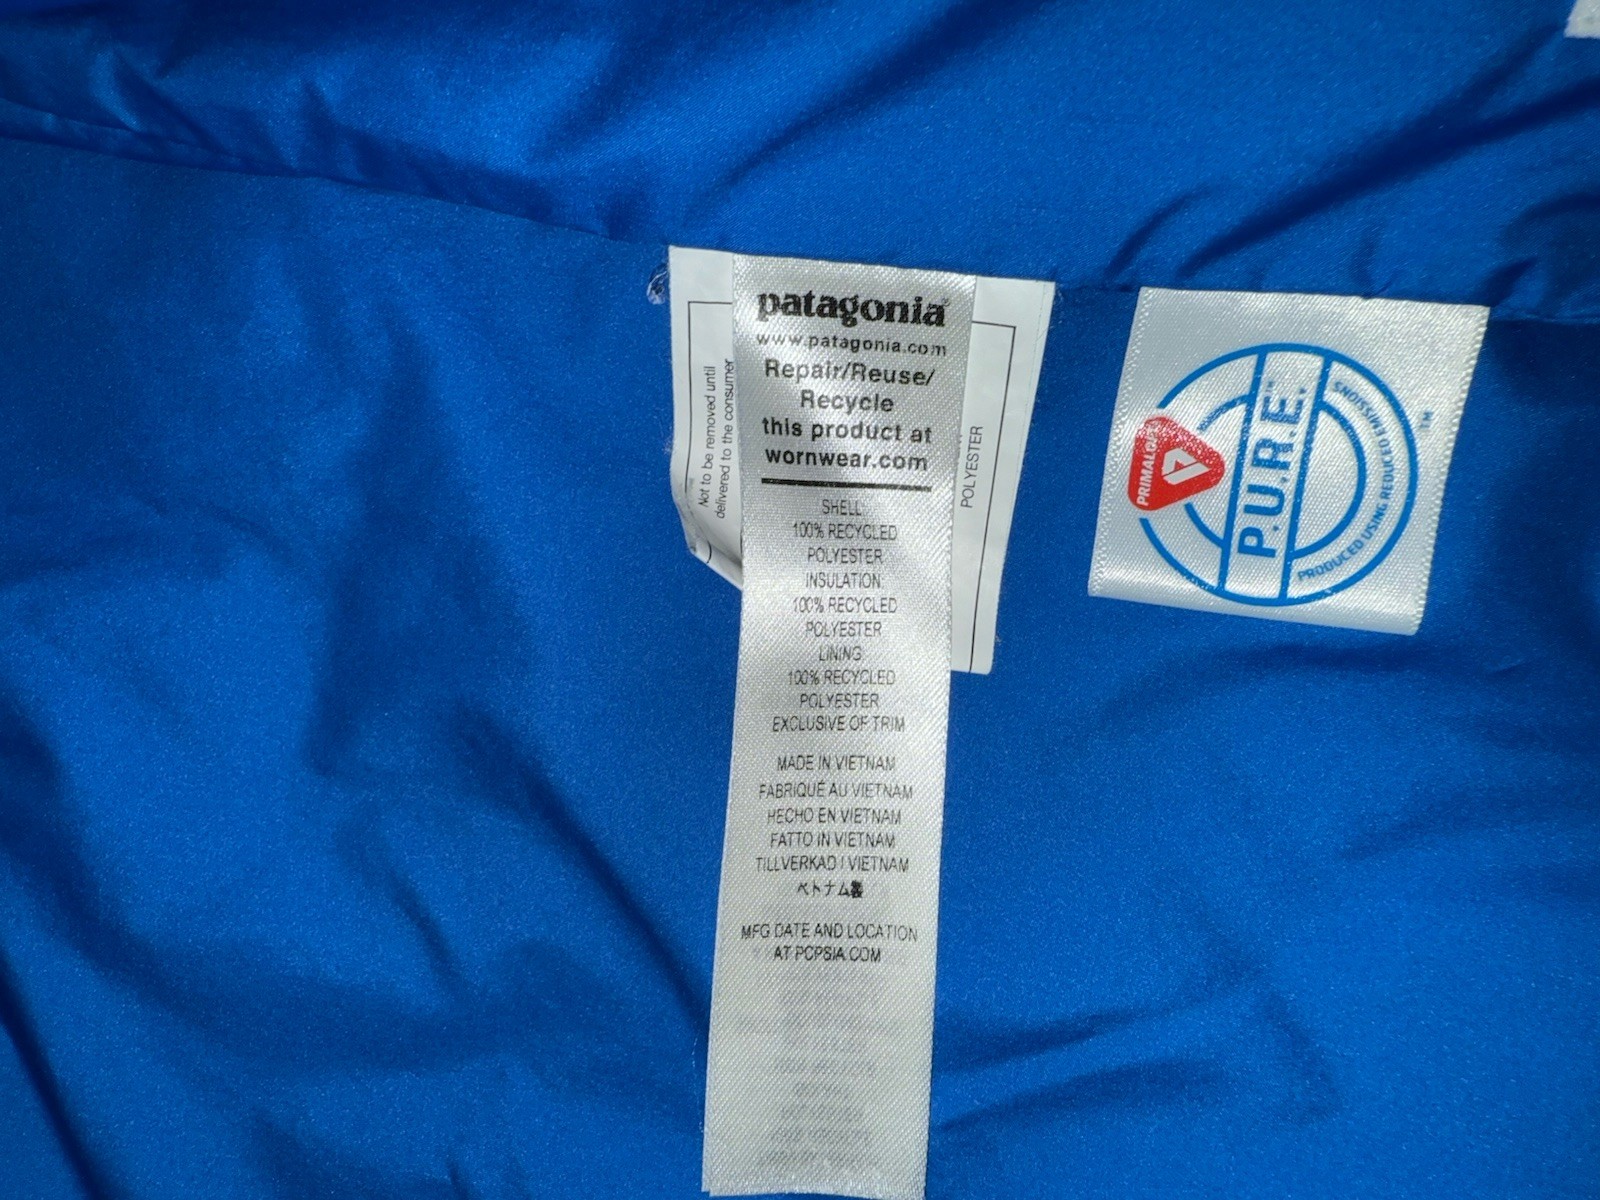 patagonia®
www.patagonia.com
Repair/Reuse/
Recycle
this product at
wornwear.com
SHELL:
100% RECYCLED
POLYESTER
INSULATION:
100% RECYCLED
POLYESTER
LINING:
100% RECYCLED
POLYESTER
EXCLUSIVE OF TRIM
MADE IN VIETNAM
FABRIQUÉ AU VIETNAM
HECHO EN VIETNAM
FATTO IN VIETNAM
TILLVERKAD I VIETNAM
ベトナム製
MFG DATE AND LOCATION
AT PCPSIA.COM
Not to be removed until
delivered to the consumer
POLYESTER
PRIMALOFT
P.U.R.E.™
PRODUCED USING REDUCED EMISSIONS
™